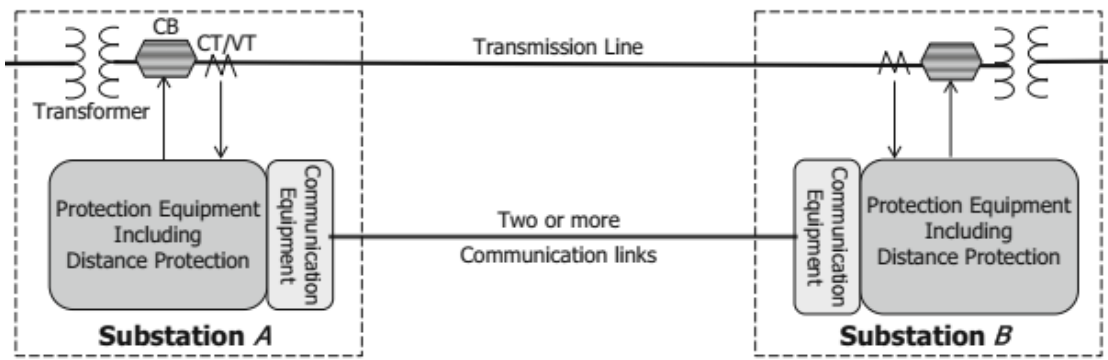 CB
CT/VT
Transformer
Transmission Line
Protection Equipment
Including
Distance Protection
Communication
Equipment
Substation A
Two or more
Communication links
Communication
Equipment
Protection Equipment
Including
Distance Protection
Substation B